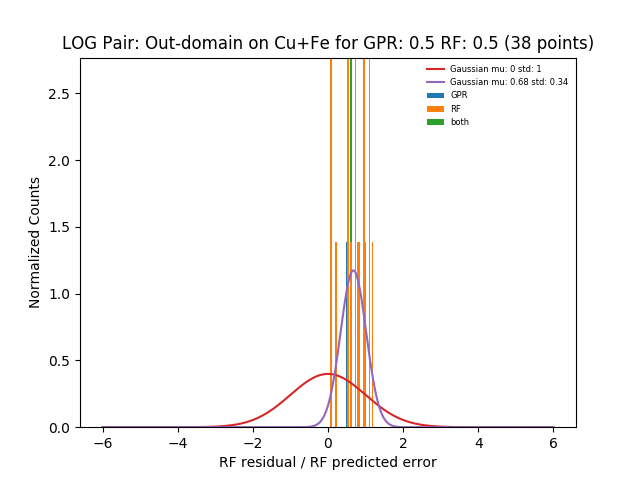 LOG Pair: Out-domain on Cu+Fe for GPR: 0.5 RF: 0.5 (38 points)
Gaussian mu: 0 std: 1
Gaussian mu: 0.68 std: 0.34
GPR
RF
both
Normalized Counts
2.5
2.0
1.5
1.0
0.5
0.0
−6 −4 −2 0 2 4 6
RF residual / RF predicted error